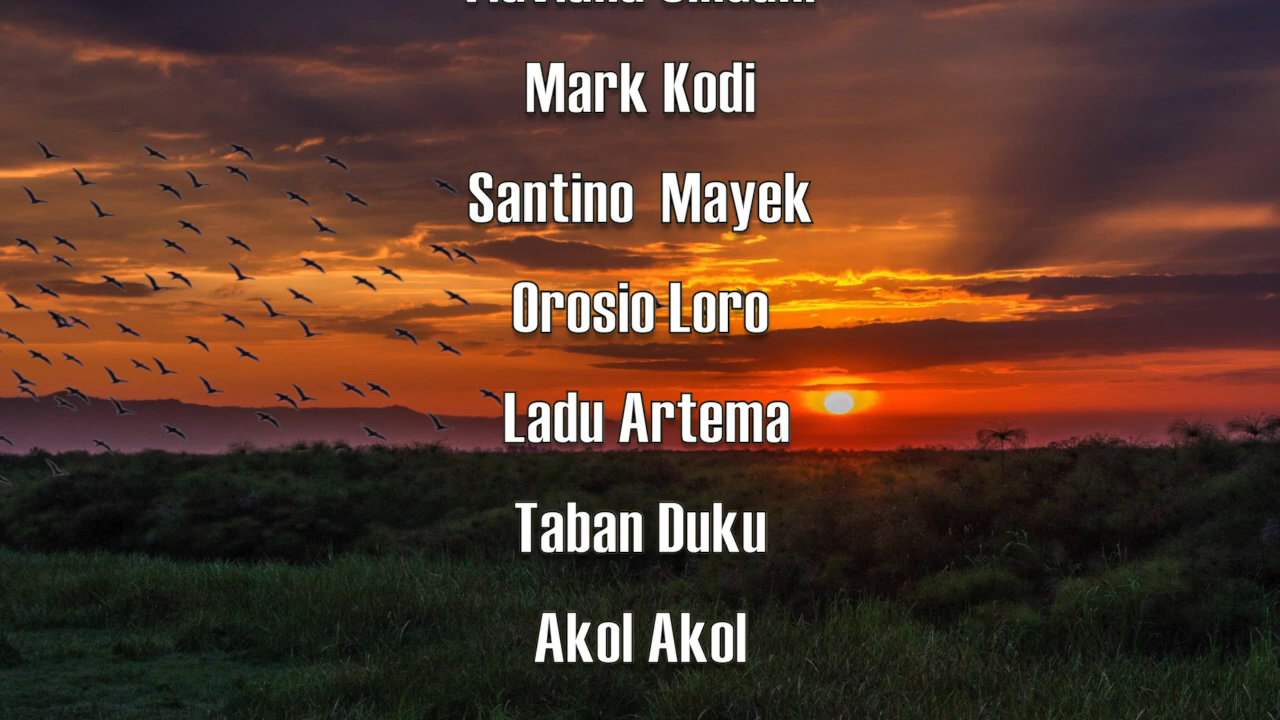 Mark Kodi
Santino Mayek
Orosio Loro
Ladu Artema
Taban Duku
Akol Akol